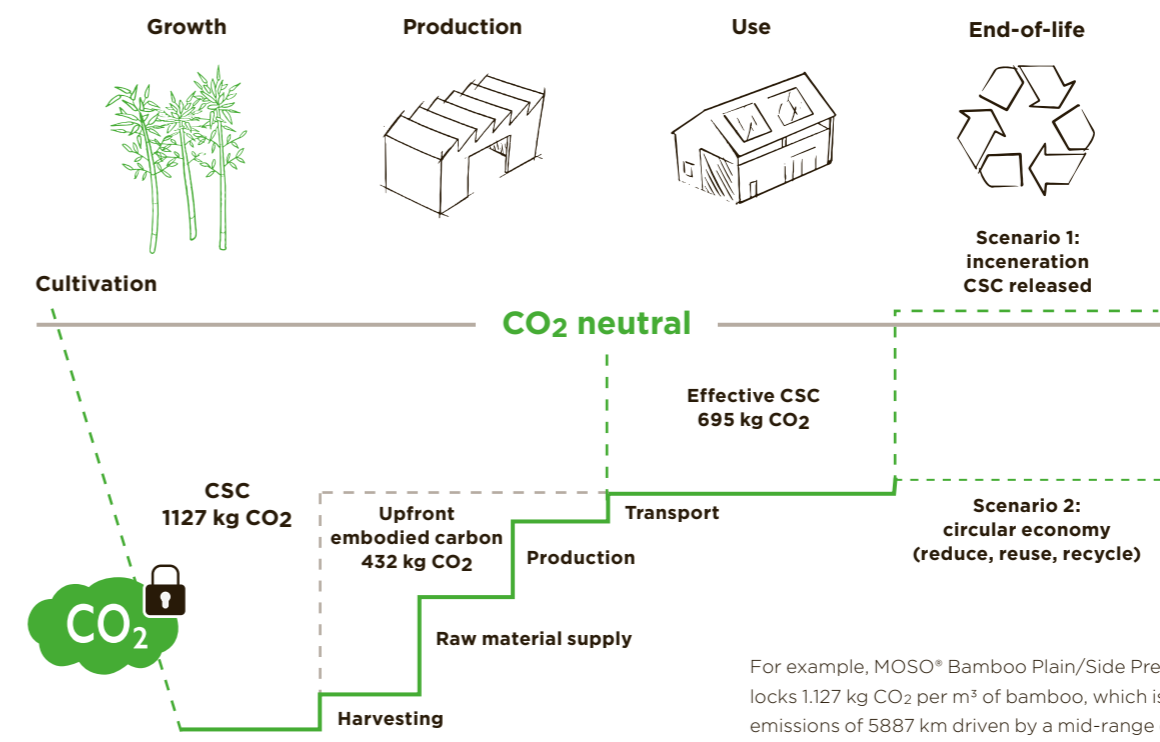 Growth
Production
Use
End-of-life
Scenario 1:
inceneration
CSC released
Cultivation
CO2 neutral
Effective CSC
695 kg CO2
CSC
1127 kg CO2
Upfront
embodied carbon
432 kg CO2
Transport
Scenario 2:
circular economy
(reduce, reuse, recycle)
Production
CO2
Raw material supply
Harvesting
For example, MOSO® Bamboo Plain/Side Pre
locks 1.127 kg CO2 per m³ of bamboo, which is
emissions of 5887 km driven by a mid-range